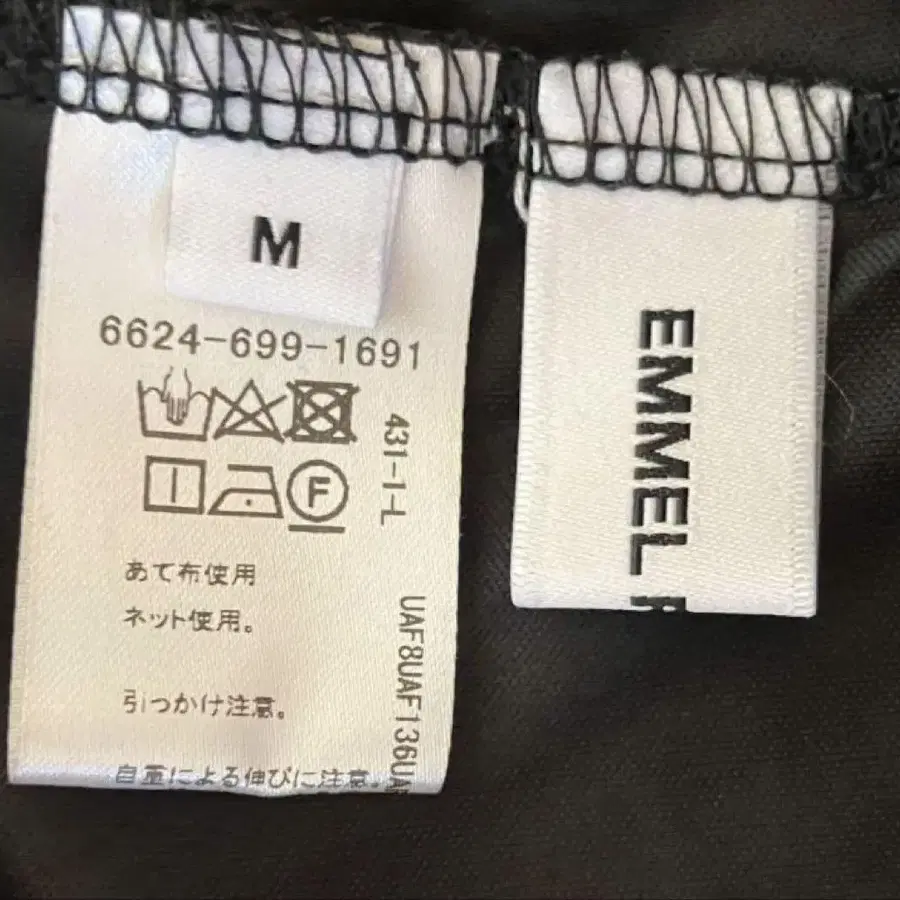 M
6624-699-1691
431-1-L
F
あて布使用
ネット使用。
引っかけ注意。
自重による伸びに注意。
UAF8UAF136UAF
EMMEL